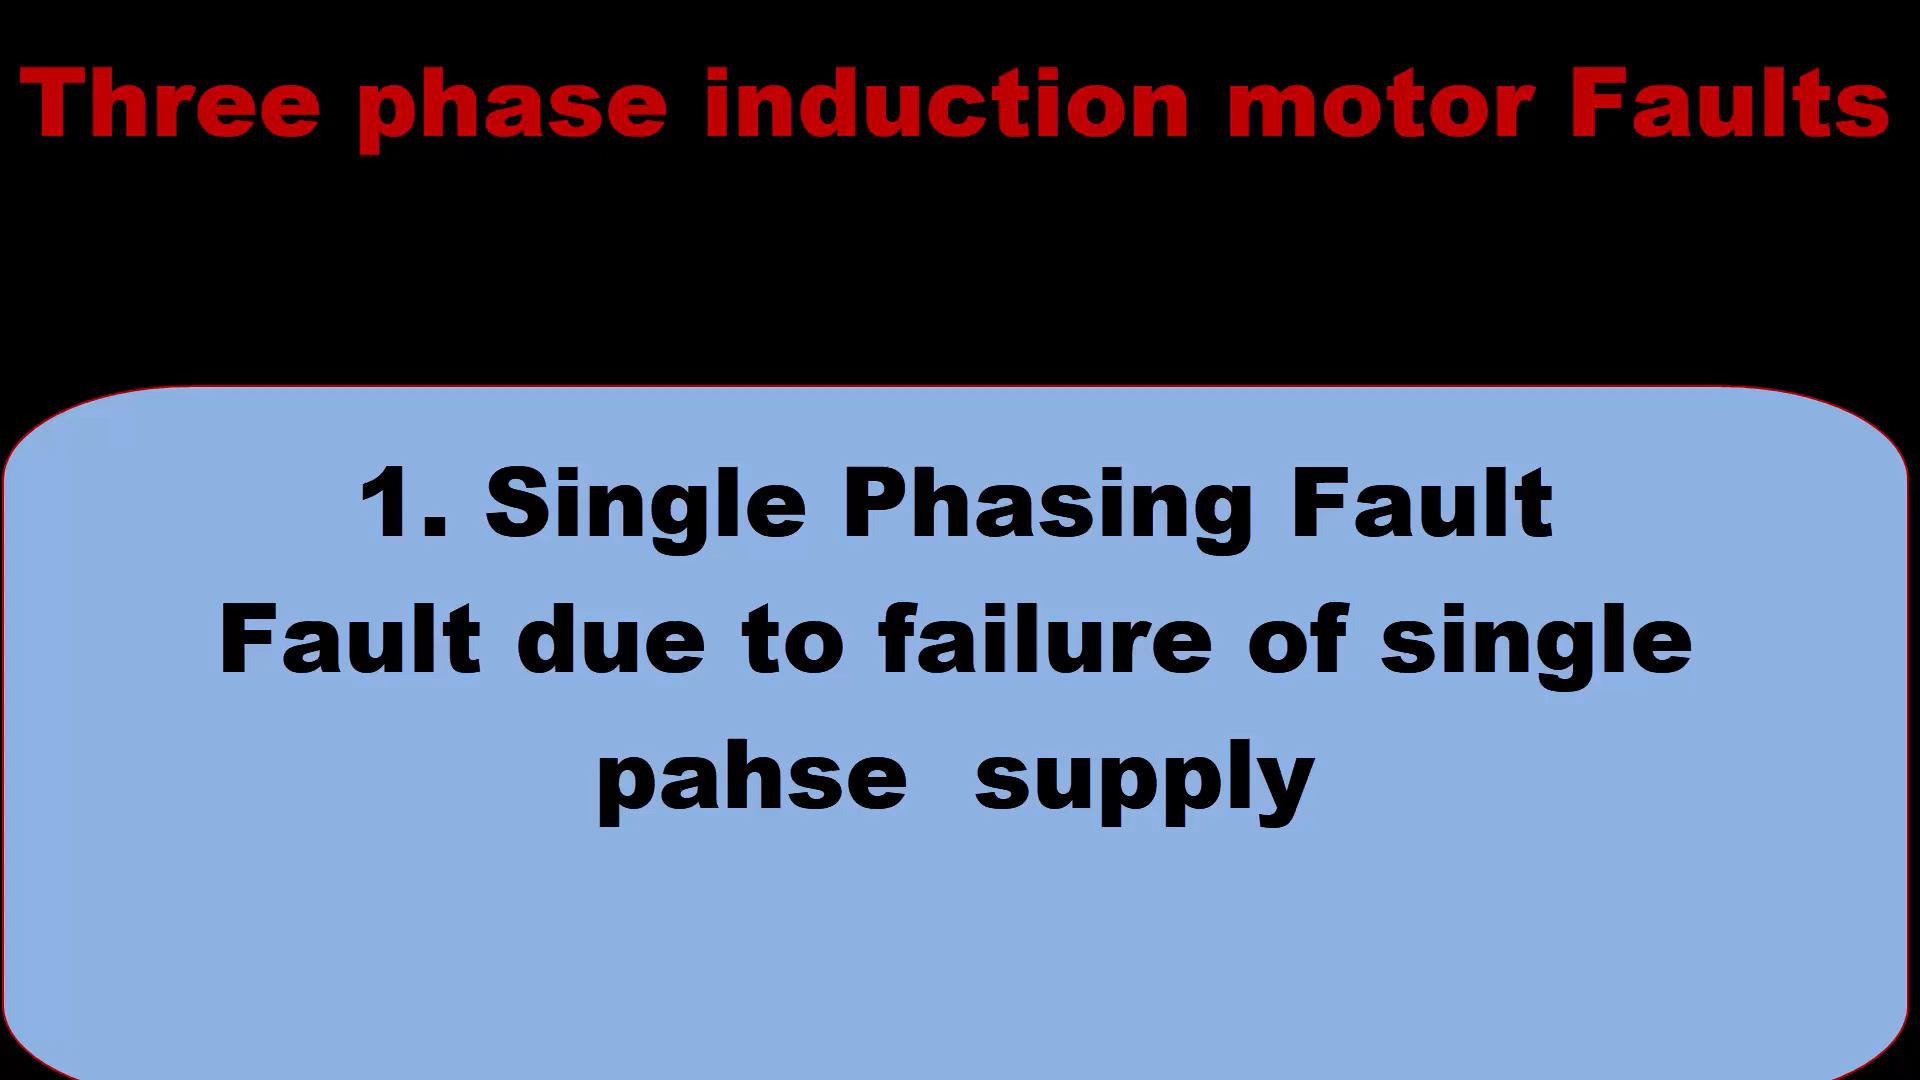 Three phase induction motor Faults
1. Single Phasing Fault
Fault due to failure of single
pahse  supply